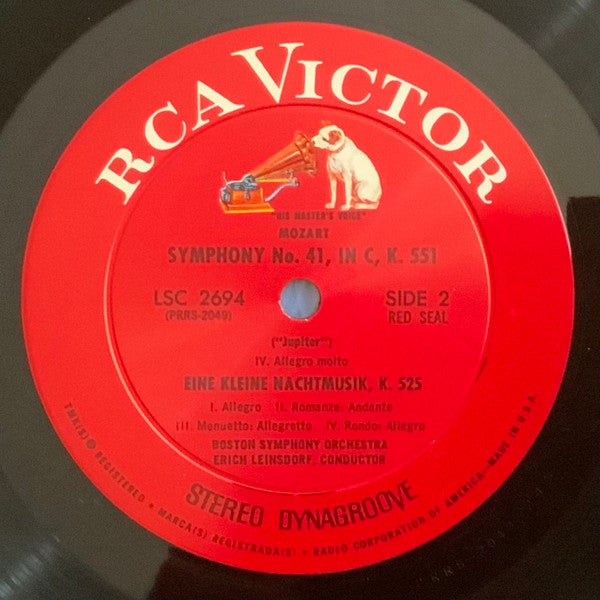 RCA VICTOR
"HIS MASTER'S VOICE"
MOZART
SYMPHONY No. 41, IN C, K. 551
LSC 2694 SIDE 2
(PRRS-2049) RED SEAL
("Jupiter")
IV. Allegro molto
EINE KLEINE NACHTMUSIK, K. 525
I. Allegro II. Romanze: Andante
III. Menuetto: Allegretto IV. Rondo: Allegro
BOSTON SYMPHONY ORCHESTRA
ERICH LEINSDORF, CONDUCTOR
STEREO DYNAGROOVE
TMK(S) ® REGISTERED • MARCA(S) REGISTRADA(S) • RADIO CORPORATION OF AMERICA—MADE IN U.S.A.